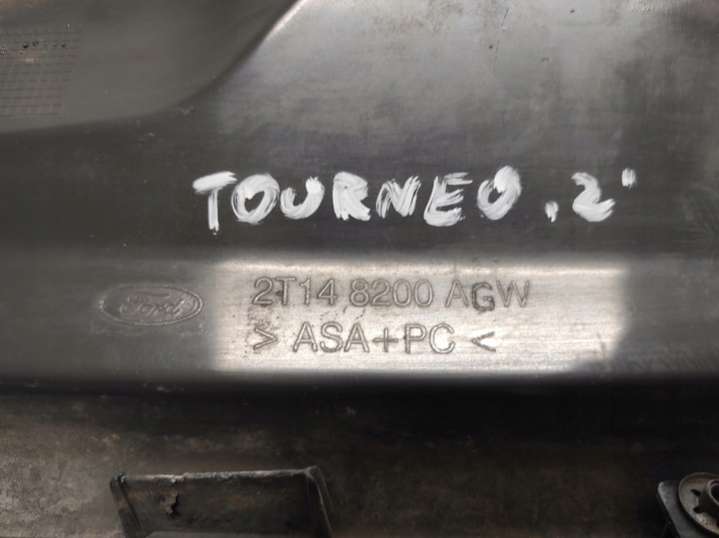 TOURNEO.2'
Ford
2T14 8200 AGW
> ASA+PC <